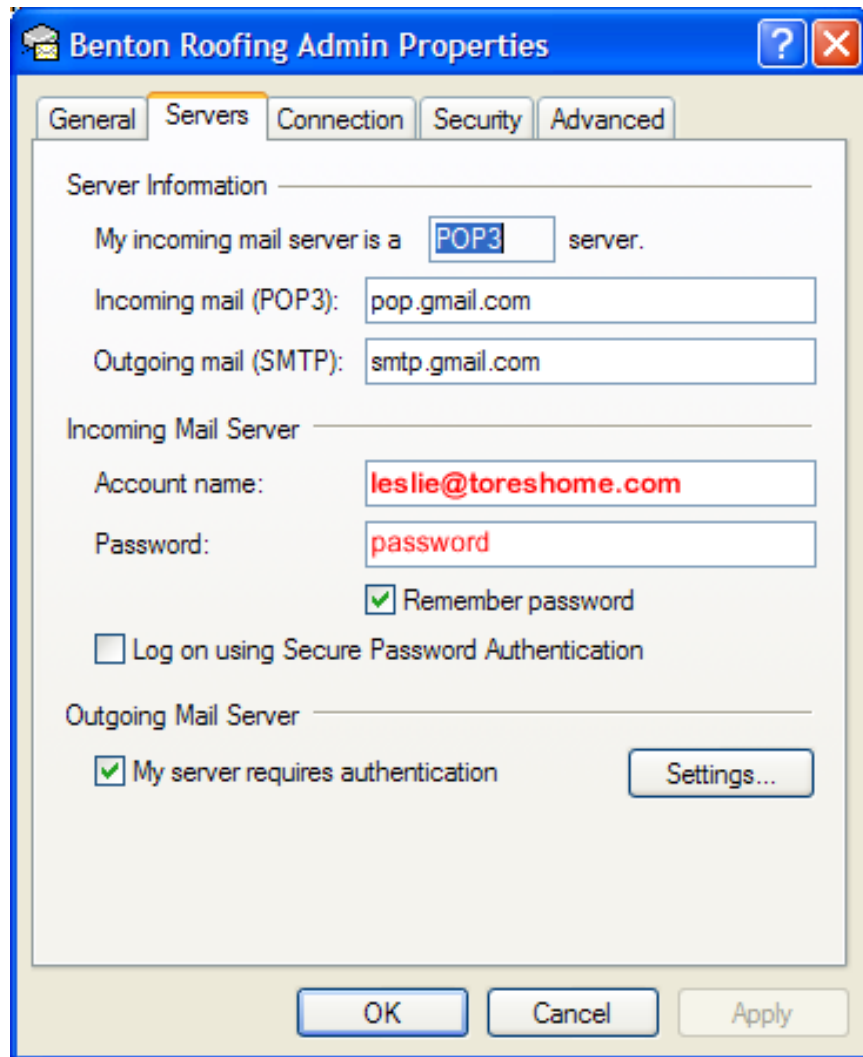 Benton Roofing Admin Properties
General Servers Connection Security Advanced
Server Information
My incoming mail server is a POP3 server.
Incoming mail (POP3): pop.gmail.com
Outgoing mail (SMTP): smtp.gmail.com
Incoming Mail Server
Account name: leslie@toreshome.com
Password: password
Remember password
Log on using Secure Password Authentication
Outgoing Mail Server
My server requires authentication Settings...
OK Cancel Apply